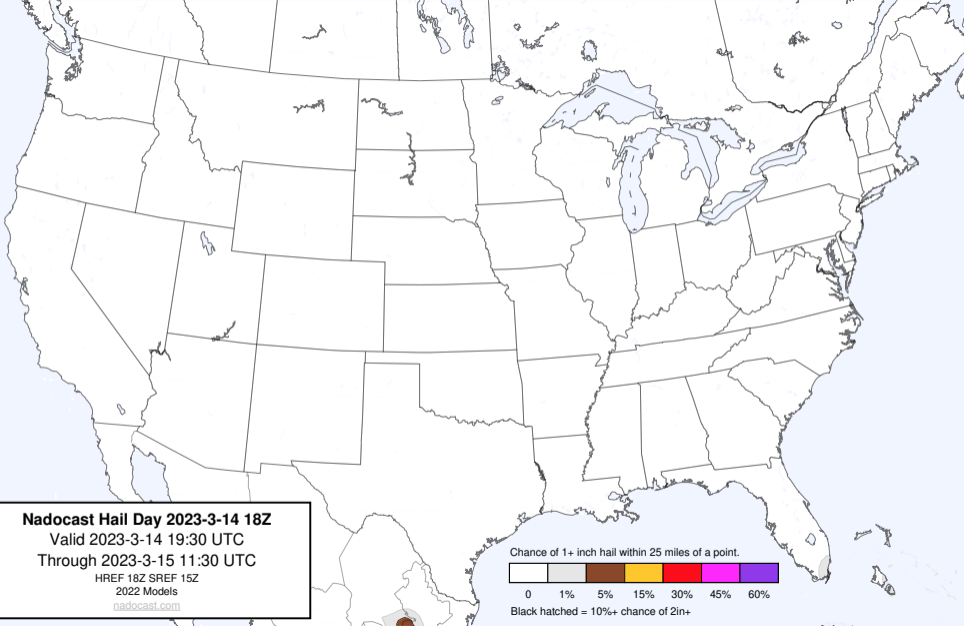 Nadocast Hail Day 2023-3-14 18Z
Valid 2023-3-14 19:30 UTC
Through 2023-3-15 11:30 UTC
HREF 18Z SREF 15Z
2022 Models
nadocast.com
Chance of 1+ inch hail within 25 miles of a point.
0 1% 5% 15% 30% 45% 60%
Black hatched = 10%+ chance of 2in+